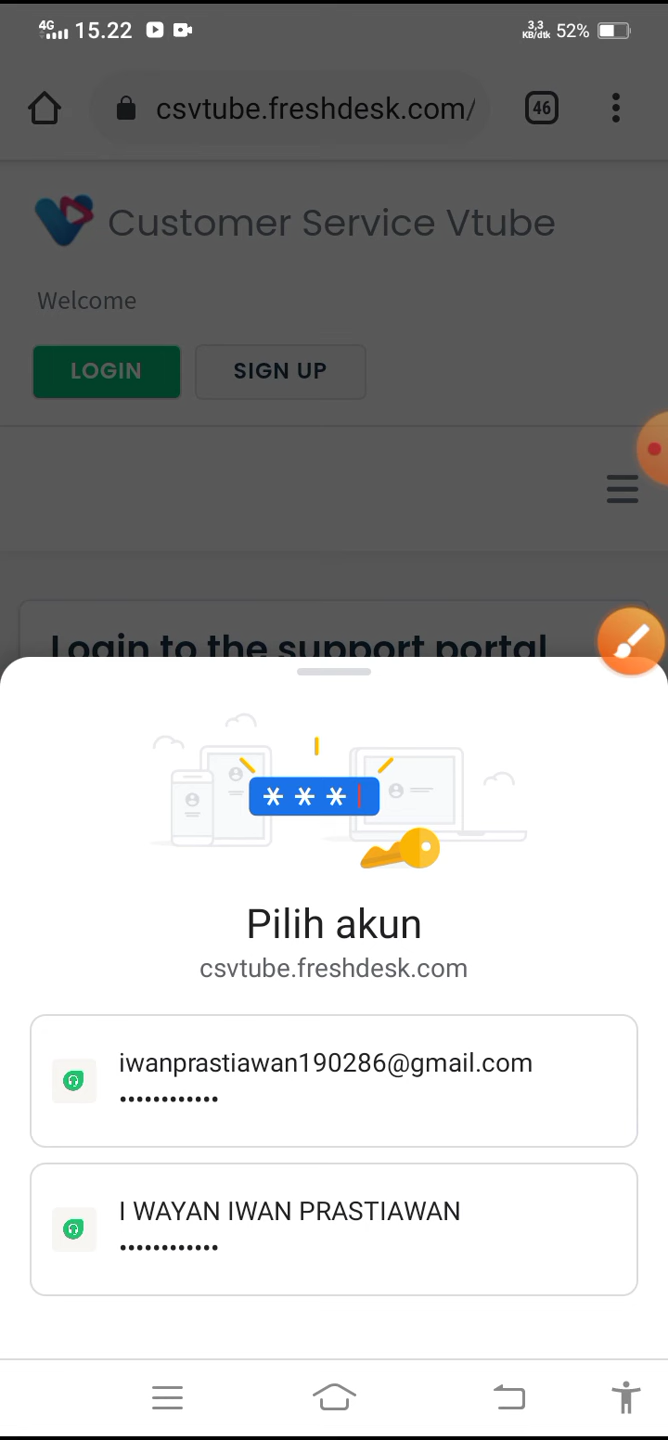 4G 15.22 3,3 KB/dtk 52%
csvtube.freshdesk.com/ 46
Customer Service Vtube
Welcome
LOGIN SIGN UP
Login to the support portal
***
Pilih akun
csvtube.freshdesk.com
iwanprastiawan190286@gmail.com
••••••••••••
I WAYAN IWAN PRASTIAWAN
••••••••••••